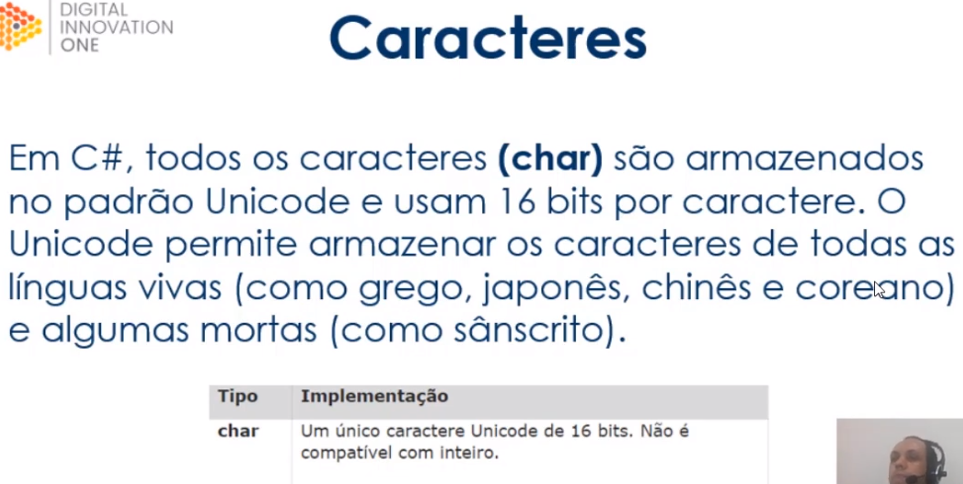 DIGITAL
INNOVATION
ONE
Caracteres
Em C#, todos os caracteres (char) são armazenados
no padrão Unicode e usam 16 bits por caractere. O
Unicode permite armazenar os caracteres de todas as
línguas vivas (como grego, japonês, chinês e coreano)
e algumas mortas (como sânscrito).
Tipo Implementação
char Um único caractere Unicode de 16 bits. Não é
compatível com inteiro.